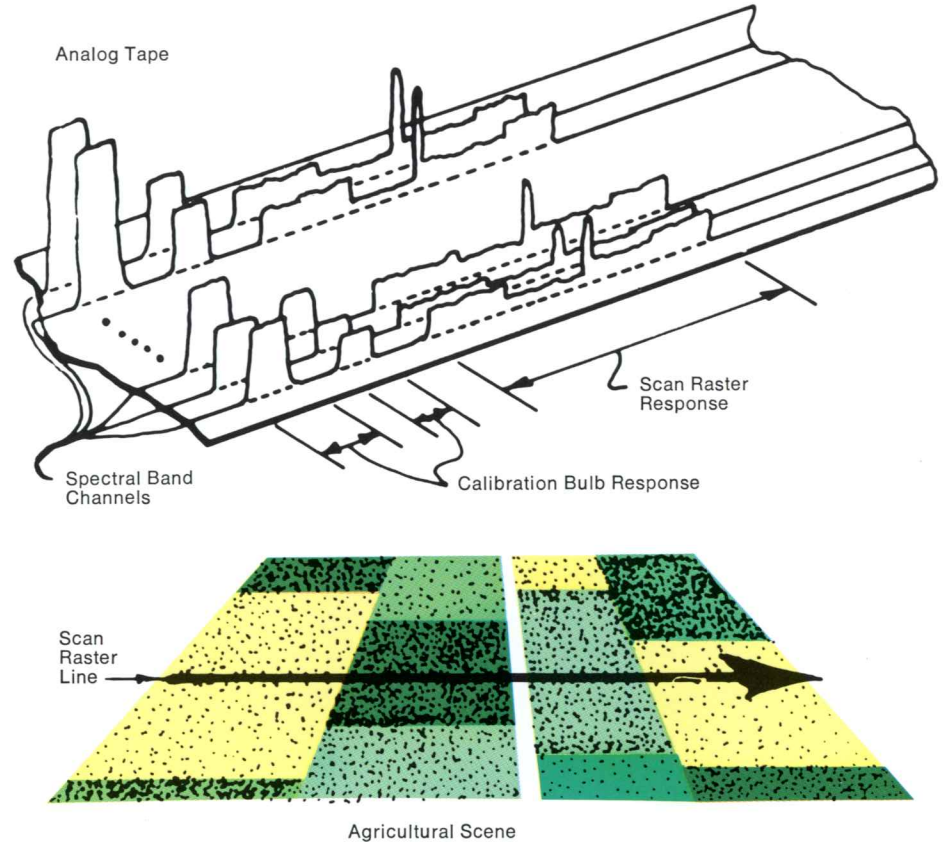 Analog Tape
Scan Raster
Response
Spectral Band
Channels
Calibration Bulb Response
Scan
Raster
Line
Agricultural Scene